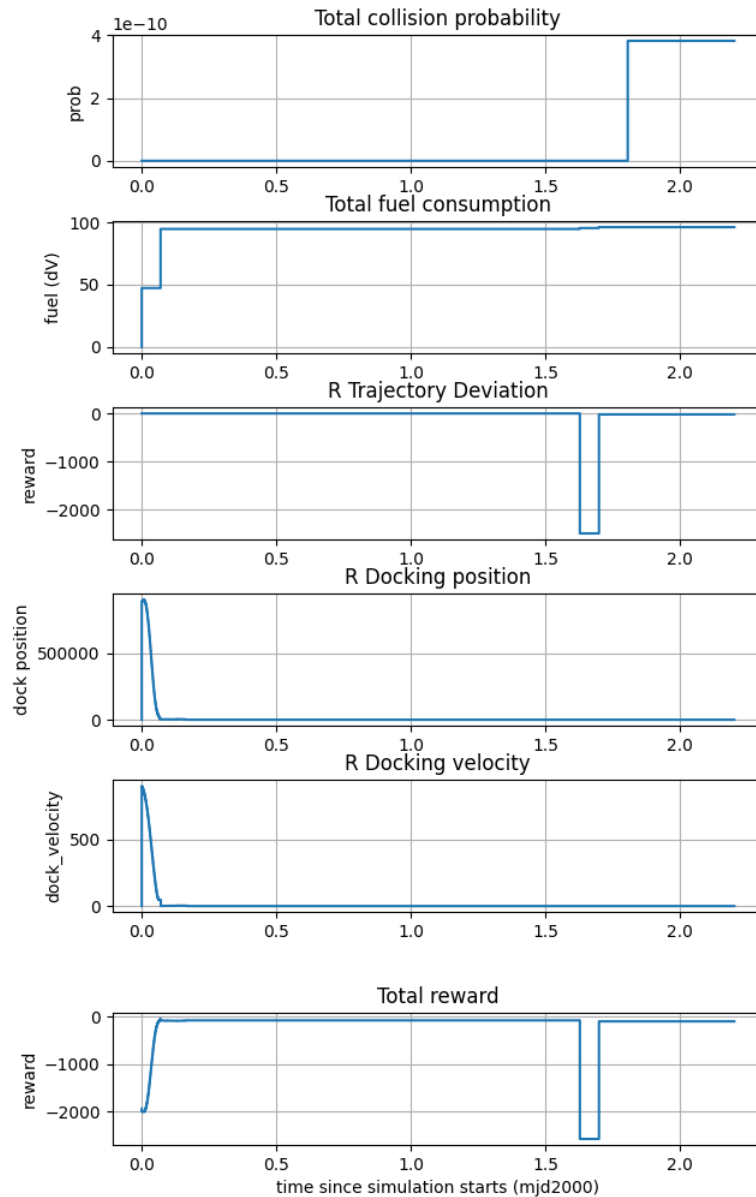 Total collision probability
1e−10
4
2
0
prob
0.0 0.5 1.0 1.5 2.0
Total fuel consumption
100
50
0
fuel (dV)
0.0 0.5 1.0 1.5 2.0
R Trajectory Deviation
0
−1000
−2000
reward
0.0 0.5 1.0 1.5 2.0
R Docking position
500000
0
dock position
0.0 0.5 1.0 1.5 2.0
R Docking velocity
500
0
dock_velocity
0.0 0.5 1.0 1.5 2.0
Total reward
0
−1000
−2000
reward
0.0 0.5 1.0 1.5 2.0
time since simulation starts (mjd2000)